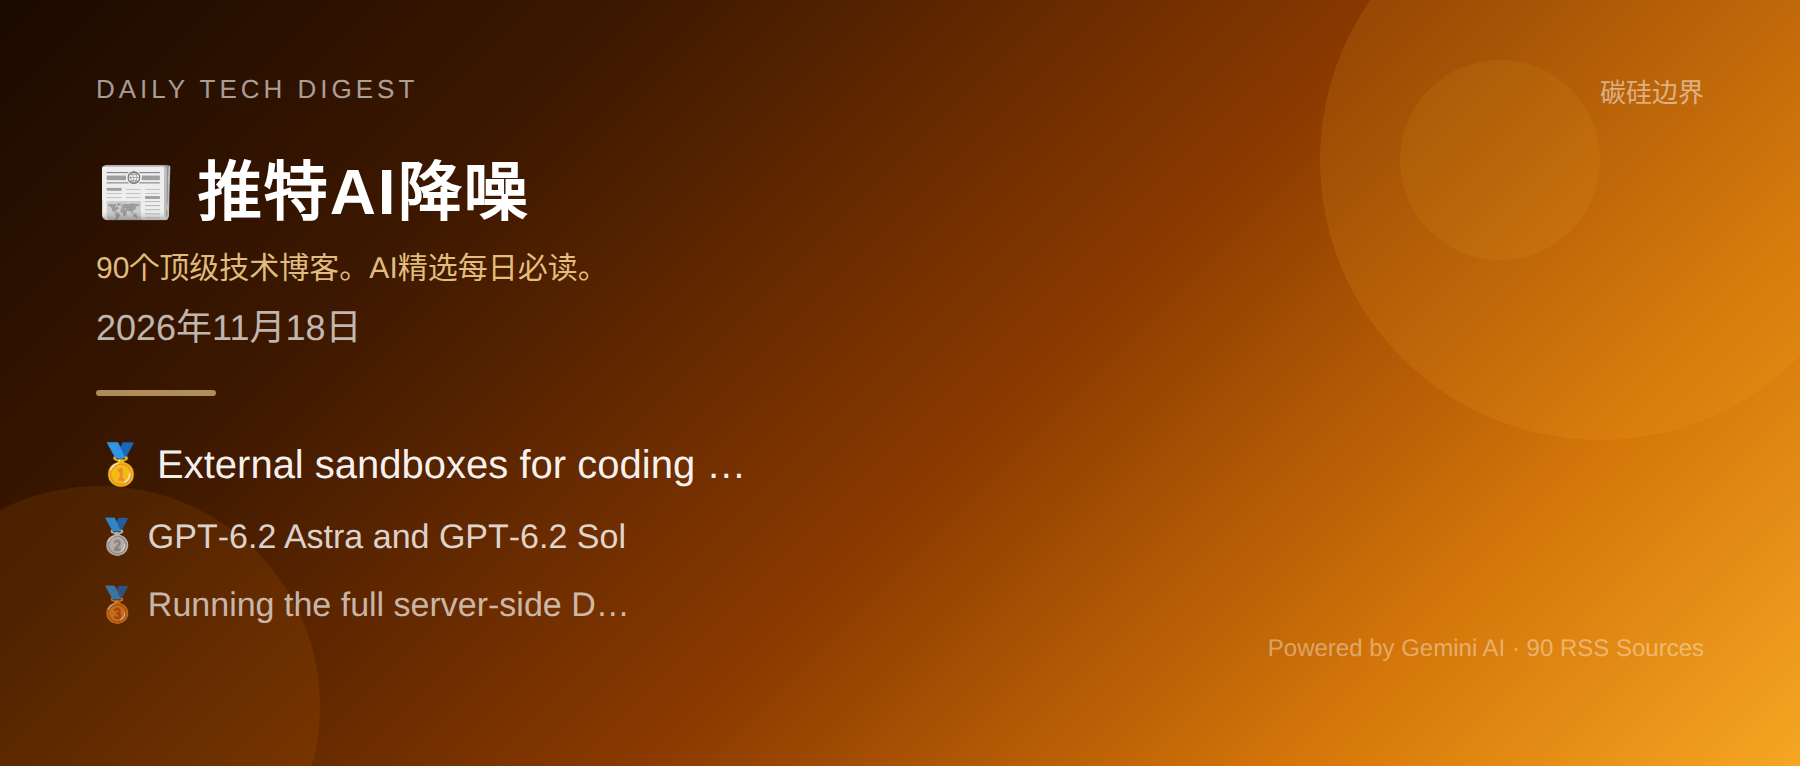 DAILY TECH DIGEST
碳硅边界
📰 推特AI降噪
90个顶级技术博客。AI精选每日必读。
2026年11月18日
🥇 External sandboxes for coding …
🥈 GPT-6.2 Astra and GPT-6.2 Sol
🥉 Running the full server-side D…
Powered by Gemini AI · 90 RSS Sources